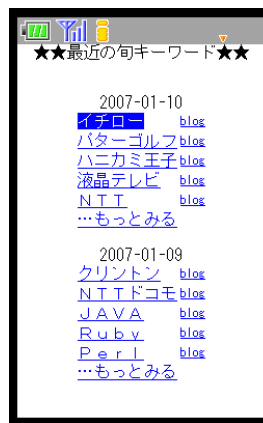 ★★最近の旬キーワード★★
2007-01-10
イチロー blog
パターゴルフ blog
ハニカミ王子 blog
液晶テレビ blog
ＮＴＴ blog
…もっとみる
2007-01-09
クリントン blog
ＮＴＴドコモ blog
ＪＡＶＡ blog
Ｒｕｂｙ blog
Ｐｅｒｌ blog
…もっとみる